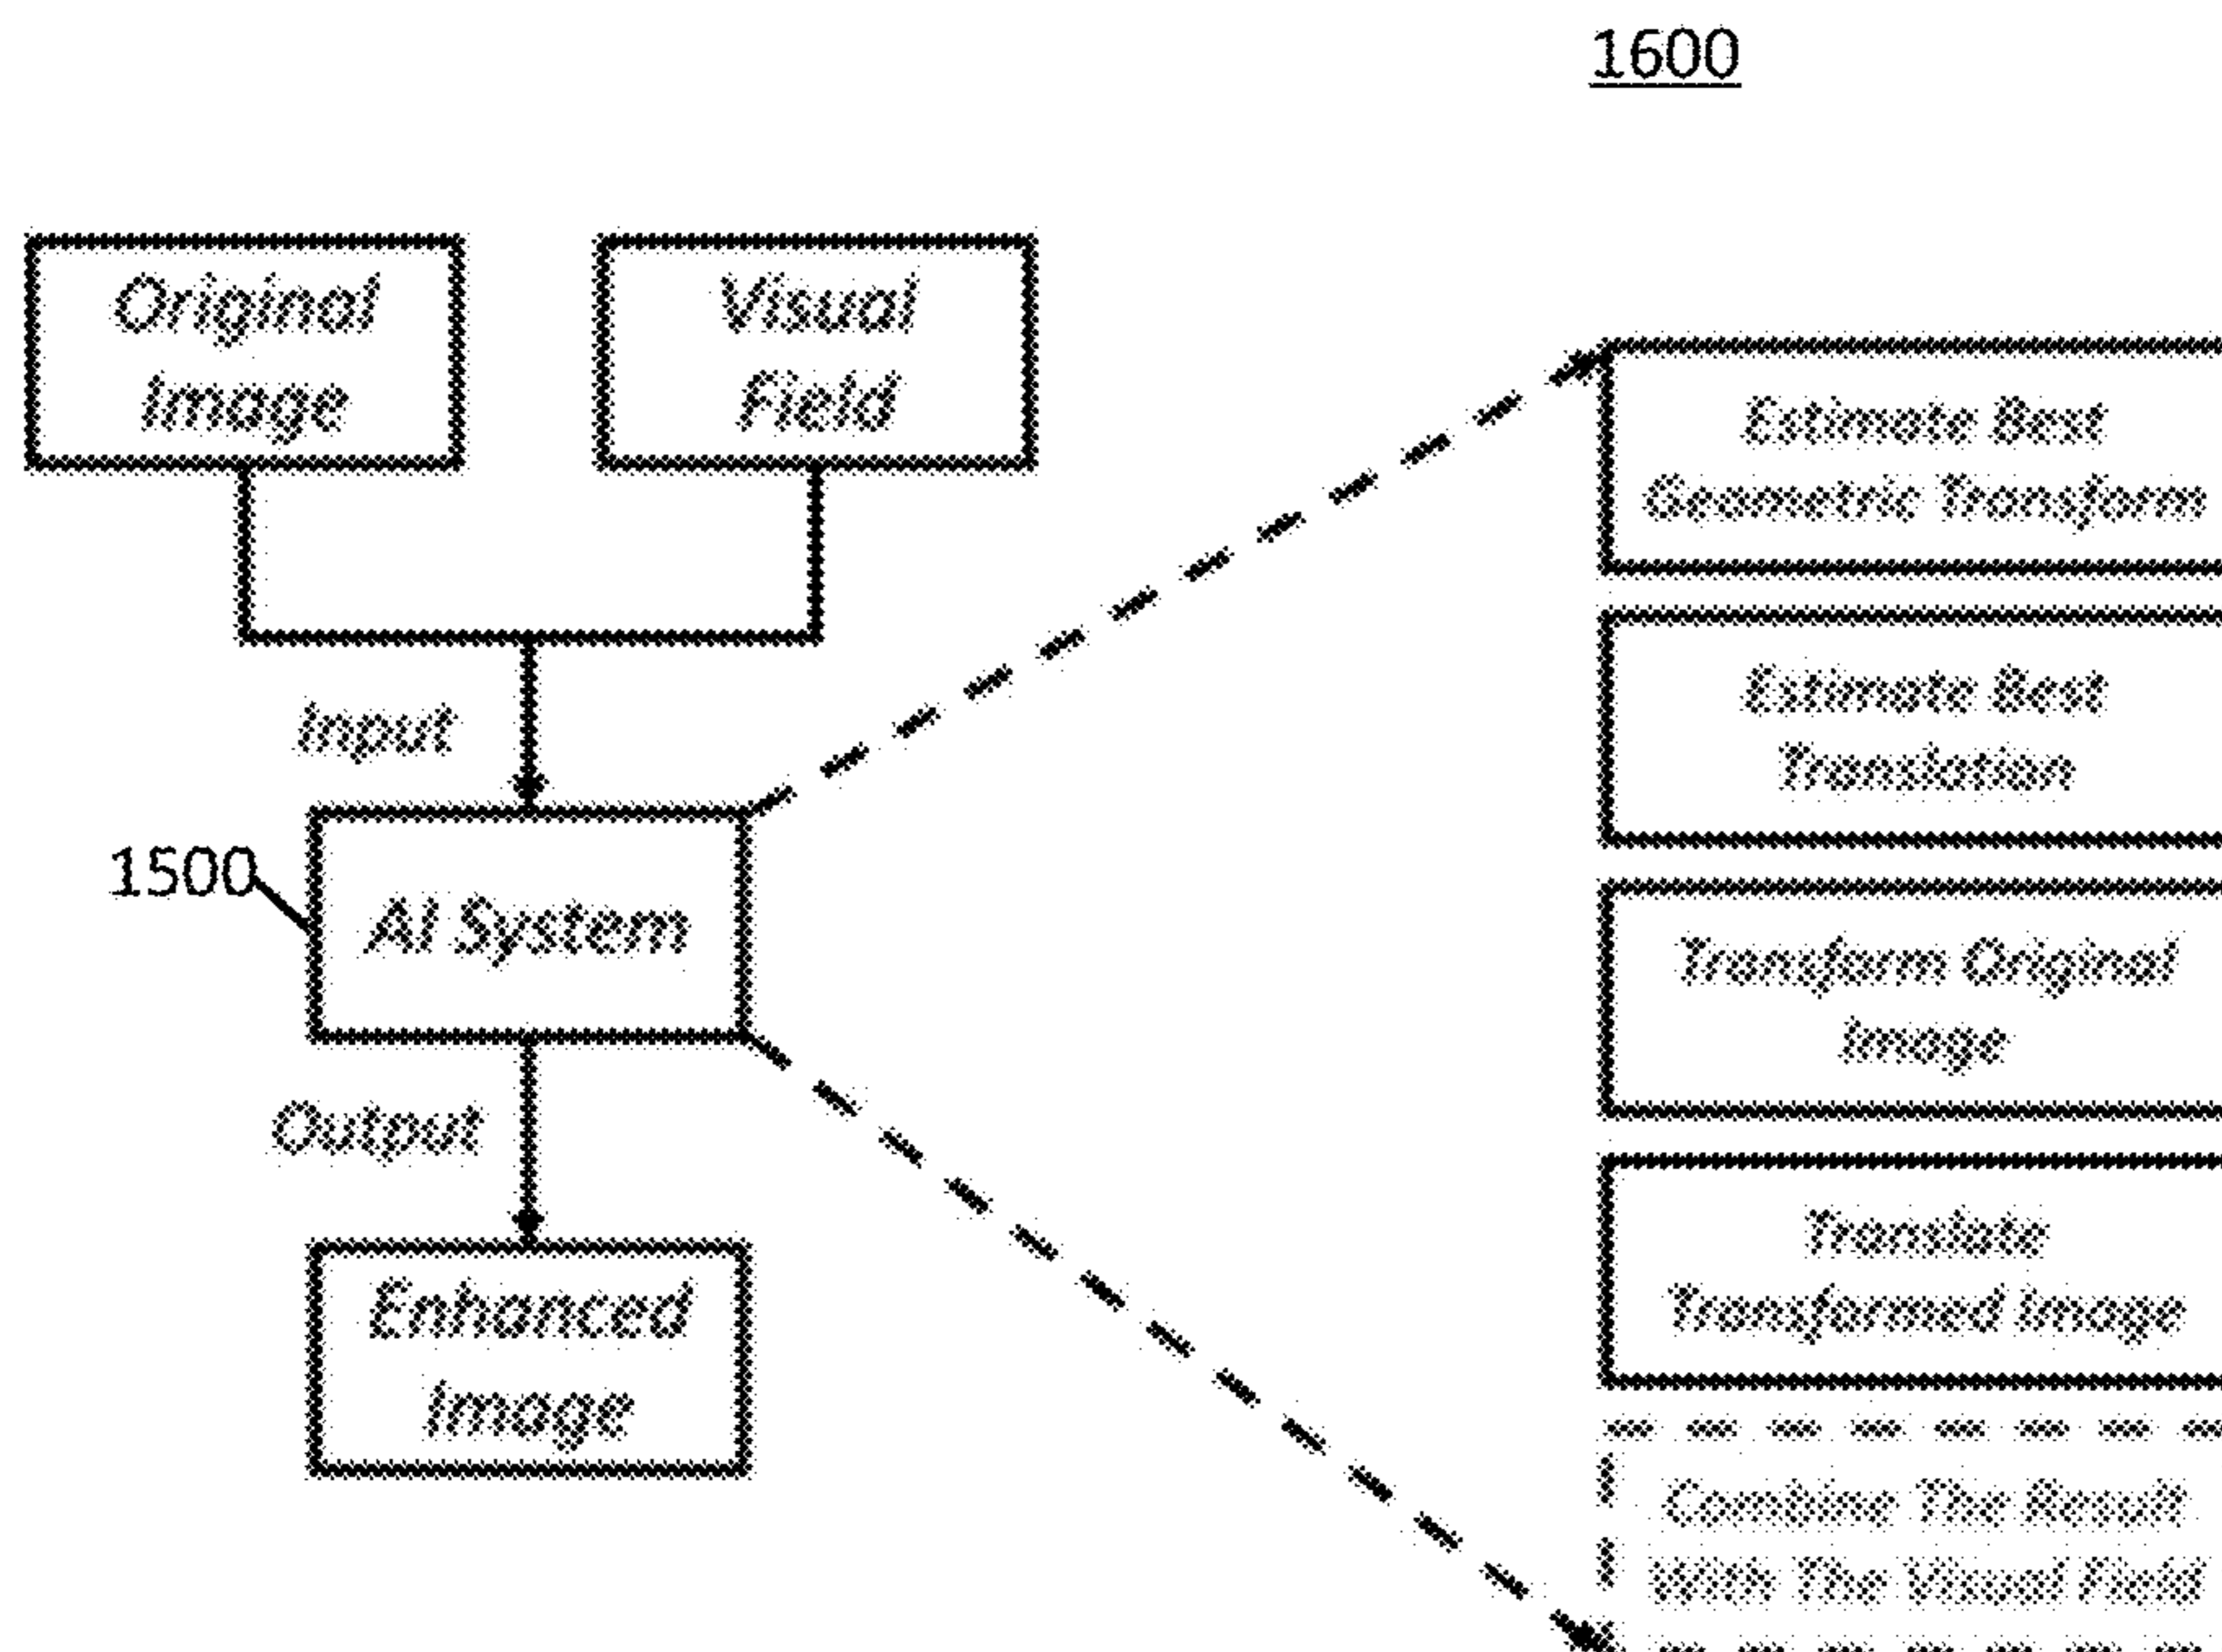 1600
Original
Image
Visual
Field
Input
1500
AI System
Output
Enhanced
Image
Estimate Best
Geometric Transform
Estimate Best
Translation
Transform Original
Image
Translate
Transformed Image
Combine The Result
With The Visual Field